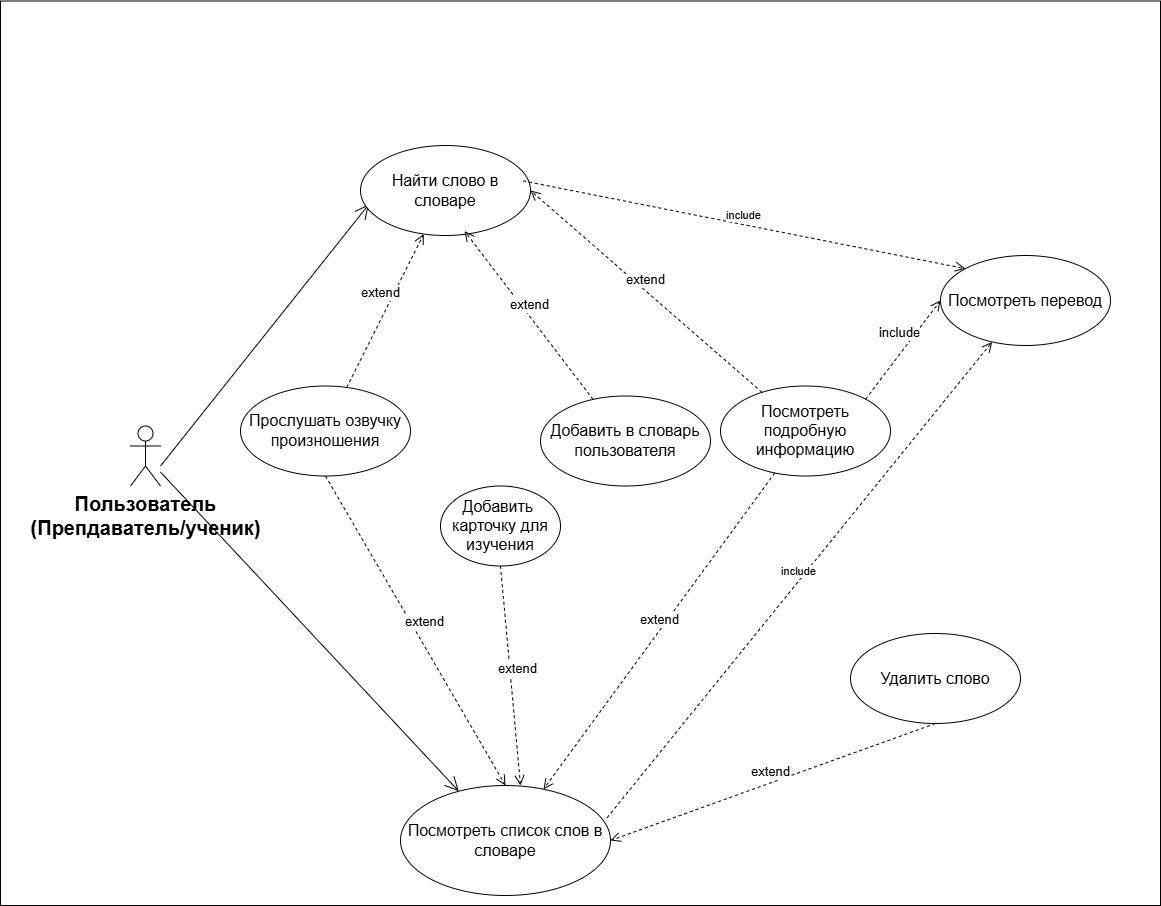 Найти слово в
словаре
include
extend
extend
extend
Посмотреть перевод
include
Прослушать озвучку
произношения
Добавить в словарь
пользователя
Посмотреть
подробную
информацию
Пользователь
(Препдаватель/ученик)
Добавить
карточку для
изучения
include
extend
extend
extend
Удалить слово
extend
Посмотреть список слов в
словаре